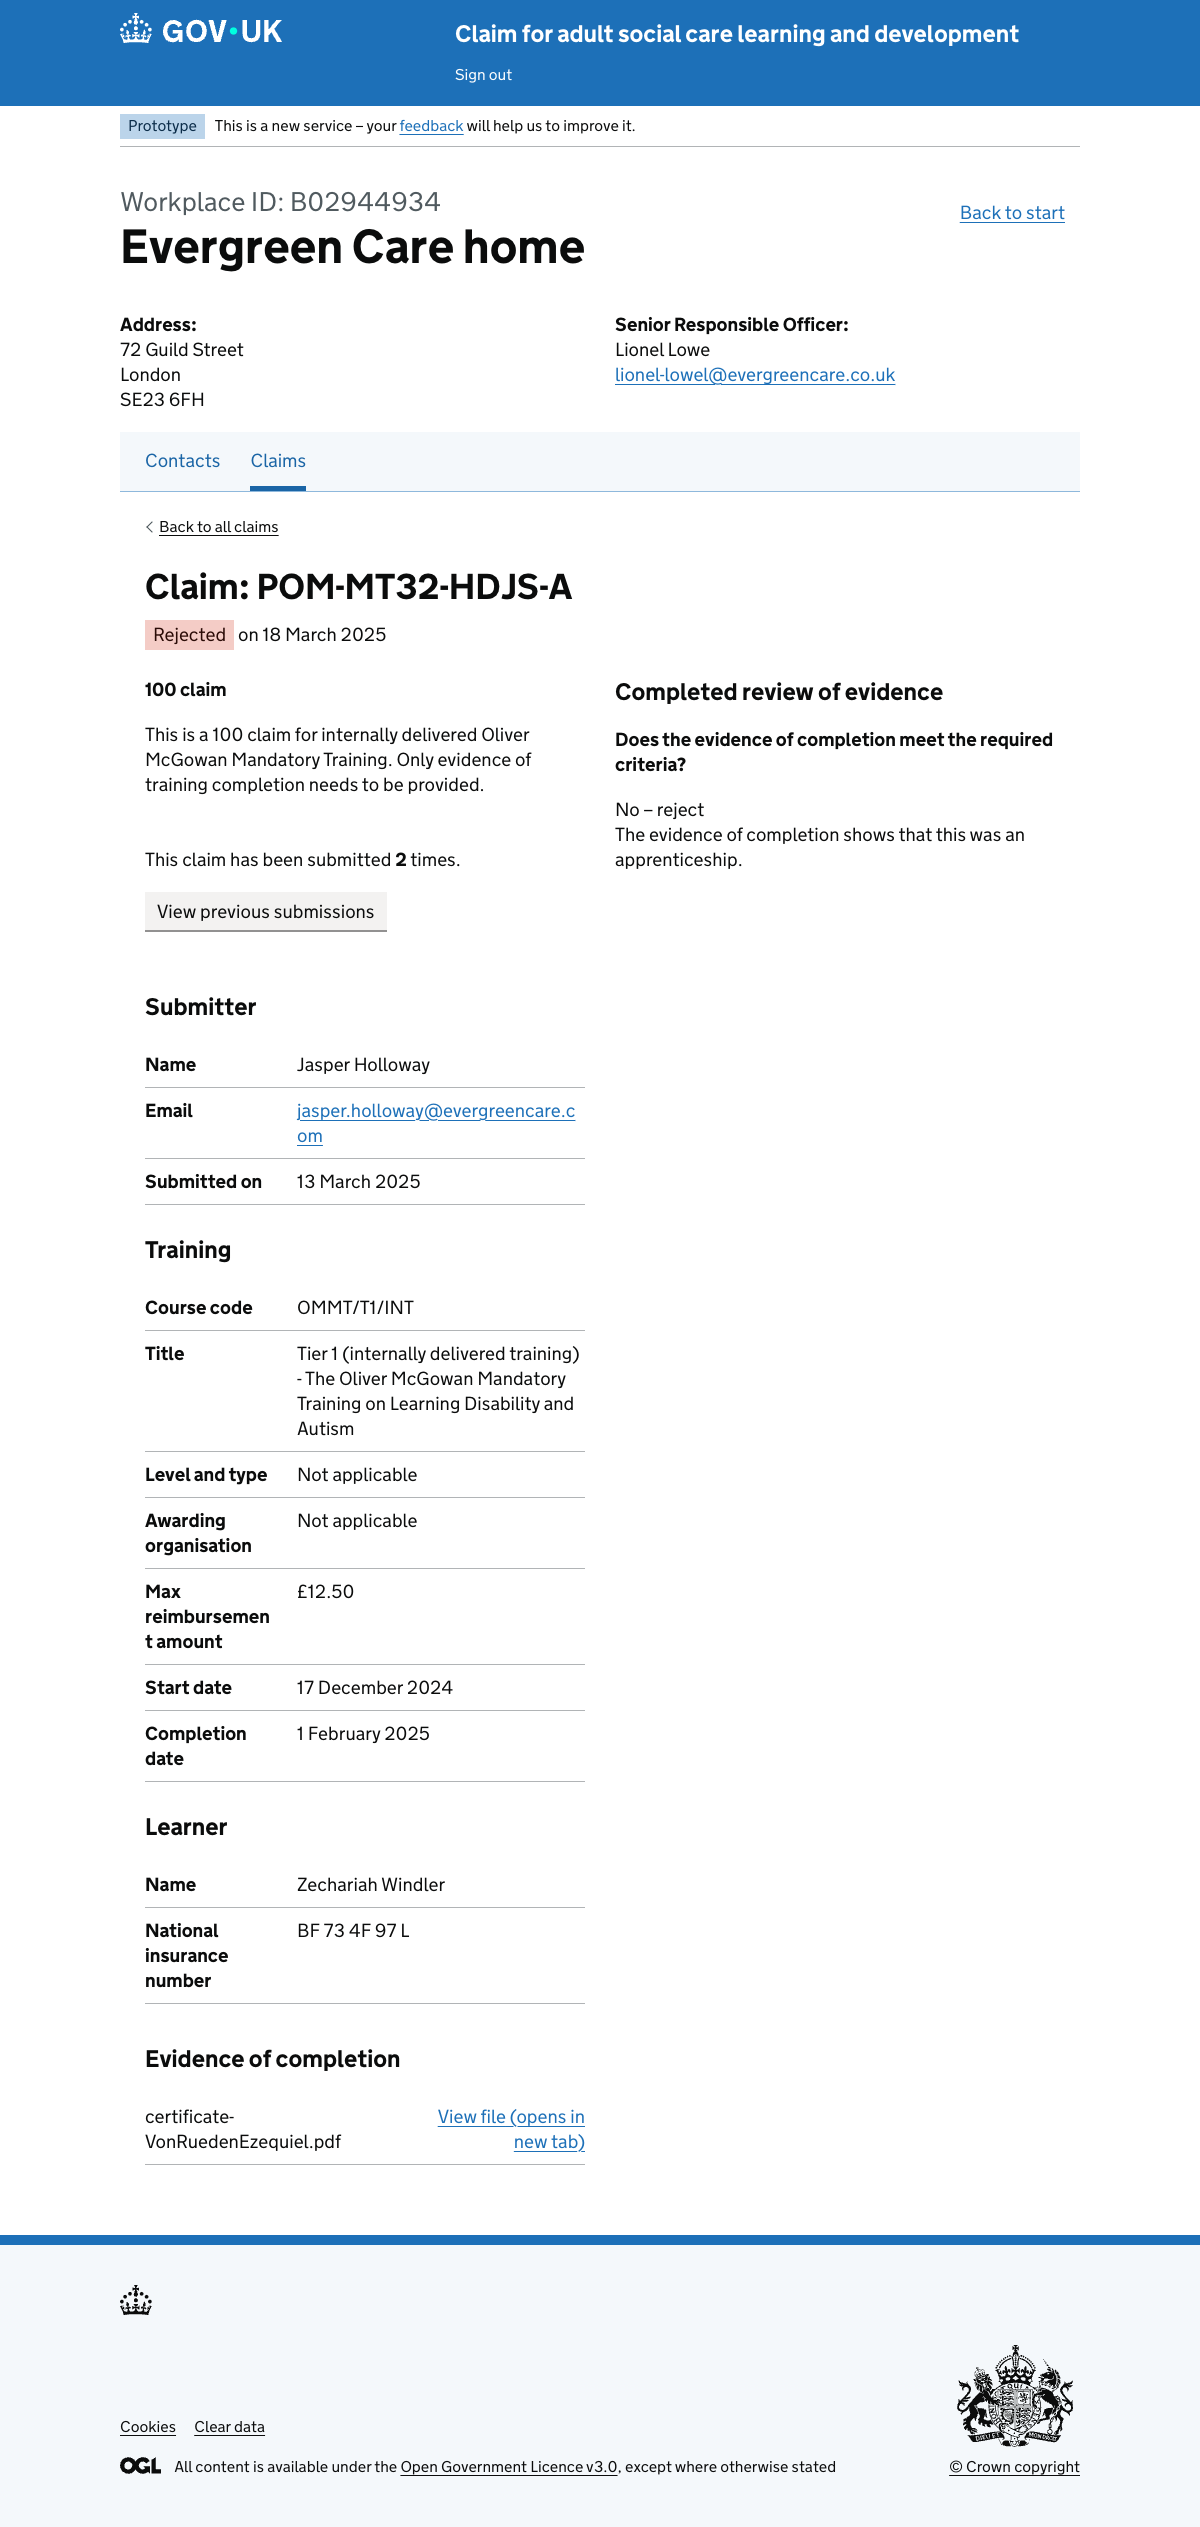 GOV·UK
Claim for adult social care learning and development
Sign out
Prototype This is a new service – your feedback will help us to improve it.
Workplace ID: B02944934
Evergreen Care home
Back to start
Address:
72 Guild Street
London
SE23 6FH
Senior Responsible Officer:
Lionel Lowe
lionel-lowel@evergreencare.co.uk
Contacts Claims
Back to all claims
Claim: POM-MT32-HDJS-A
Rejected on 18 March 2025
100 claim
This is a 100 claim for internally delivered Oliver
McGowan Mandatory Training. Only evidence of
training completion needs to be provided.
This claim has been submitted 2 times.
View previous submissions
Completed review of evidence
Does the evidence of completion meet the required
criteria?
No – reject
The evidence of completion shows that this was an
apprenticeship.
Submitter
Name Jasper Holloway
Email jasper.holloway@evergreencare.c
om
Submitted on 13 March 2025
Training
Course code OMMT/T1/INT
Title Tier 1 (internally delivered training)
- The Oliver McGowan Mandatory
Training on Learning Disability and
Autism
Level and type Not applicable
Awarding
organisation
Not applicable
Max
reimbursemen
t amount
£12.50
Start date 17 December 2024
Completion
date
1 February 2025
Learner
Name Zechariah Windler
National
insurance
number
BF 73 4F 97 L
Evidence of completion
certificate-
VonRuedenEzequiel.pdf
View file (opens in
new tab)
Cookies Clear data
OGL All content is available under the Open Government Licence v3.0, except where otherwise stated
© Crown copyright